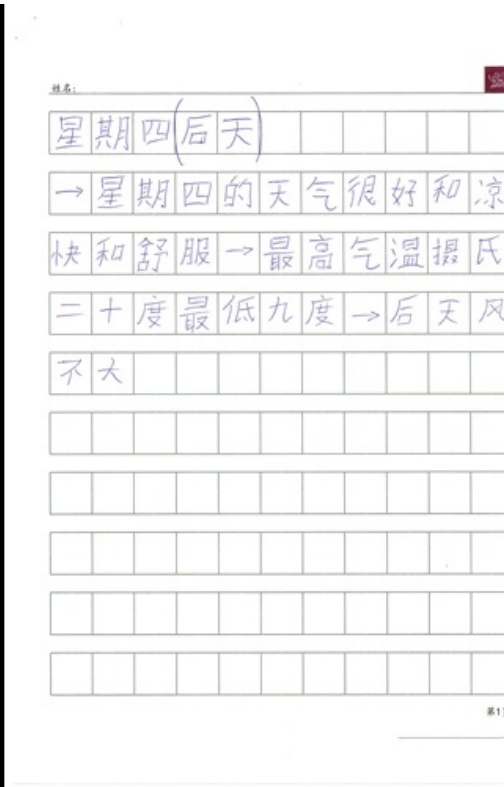 姓名:
星期四(后天)
→星期四的天气很好和凉
快和舒服→最高气温摄氏
二十度最低九度→后天风
不大
第1